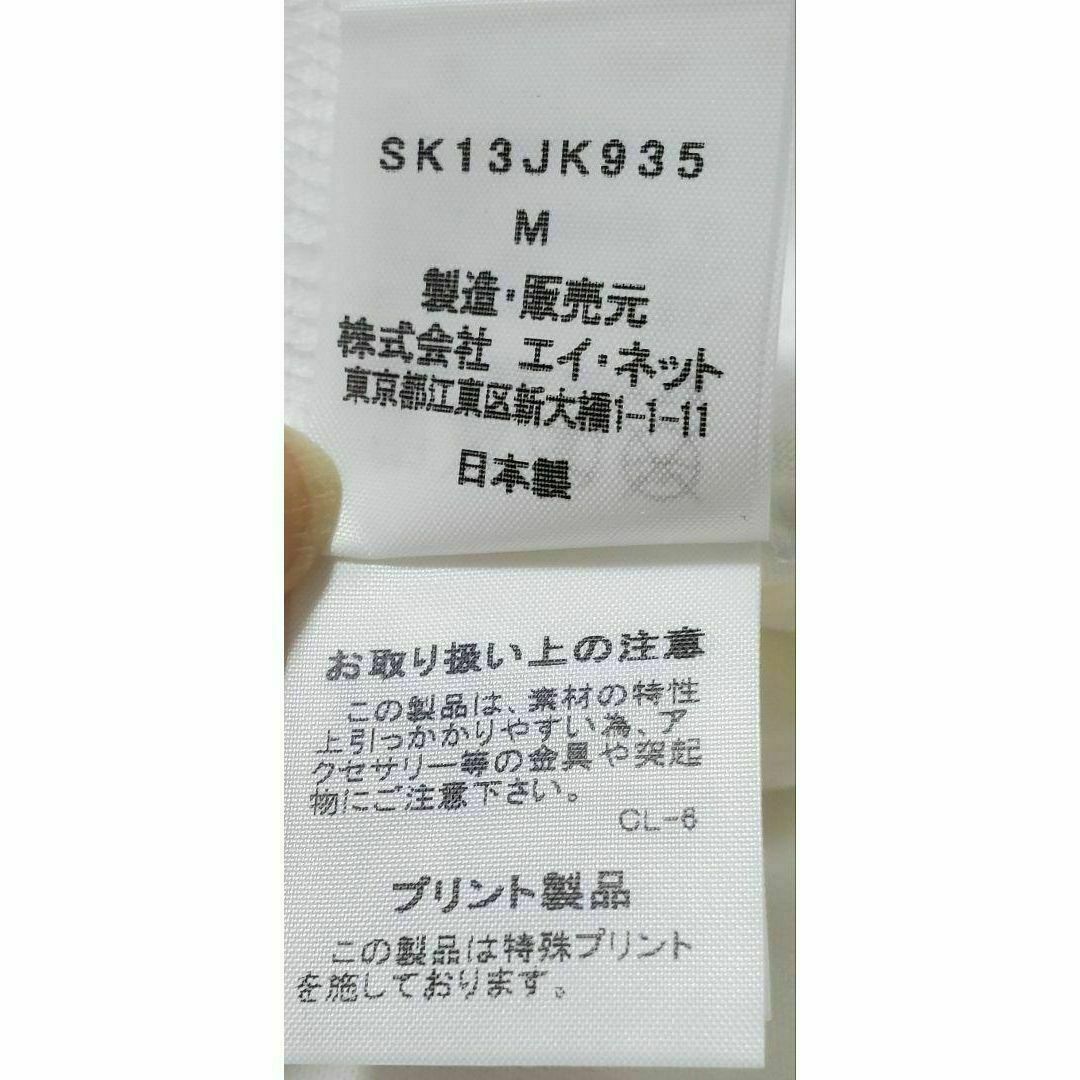 SK13JK935
M
製造・販売元
株式会社 エイ・ネット
東京都江東区新大橋1-1-11
日本製
お取り扱い上の注意
この製品は、素材の特性
上引っかかりやすい為、ア
クセサリー等の金具や突起
物にご注意下さい。
CL-6
プリント製品
この製品は特殊プリント
を施しております。